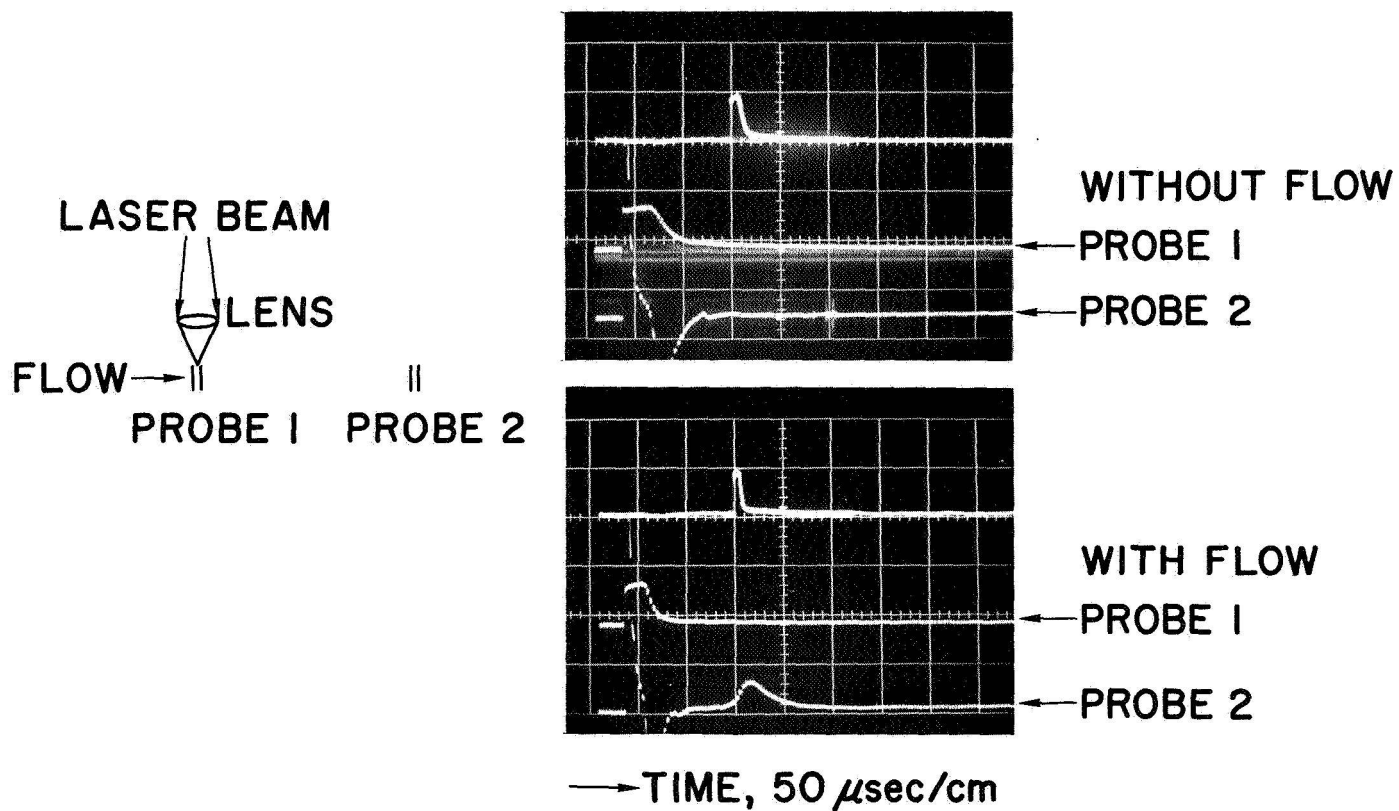 LASER BEAM
LENS
FLOW
PROBE 1
PROBE 2
WITHOUT FLOW
PROBE 1
PROBE 2
WITH FLOW
PROBE 1
PROBE 2
TIME, 50 μsec/cm